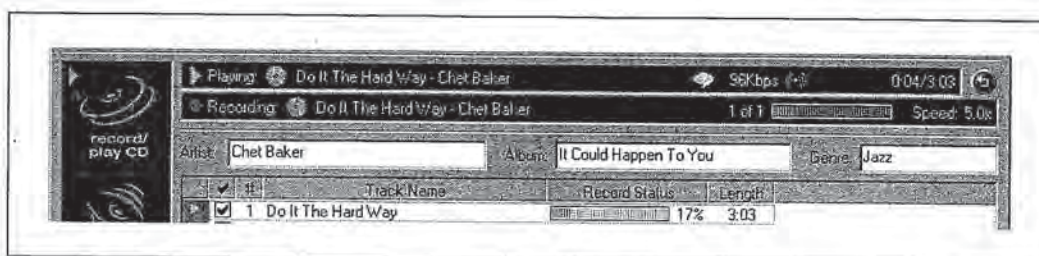 Playing: Do It The Hard Way - Chet Baker 96Kbps 0:04/3:03
Recording: Do It The Hard Way - Chet Baker 1 of 1 Speed: 5.0x
record/
play CD
Artist: Chet Baker Album: It Could Happen To You Genre: Jazz
# Track Name Record Status Length
1 Do It The Hard Way 17% 3:03